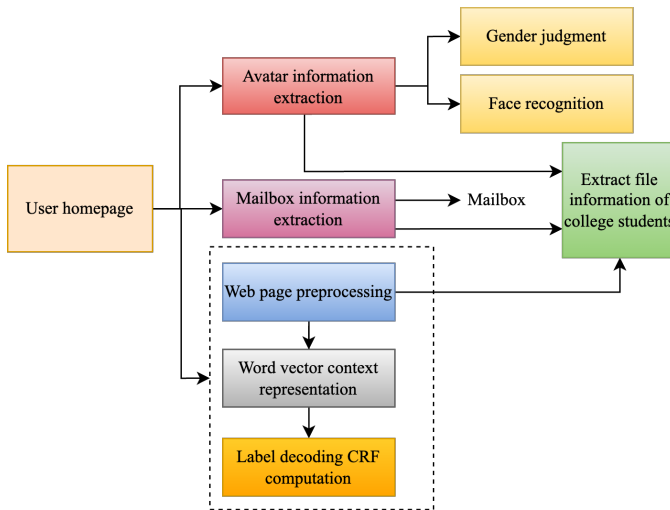 Gender judgment
Avatar information
extraction
Face recognition
User homepage
Mailbox information
extraction
Mailbox
Extract file
information of
college students
Web page preprocessing
Word vector context
representation
Label decoding CRF
computation